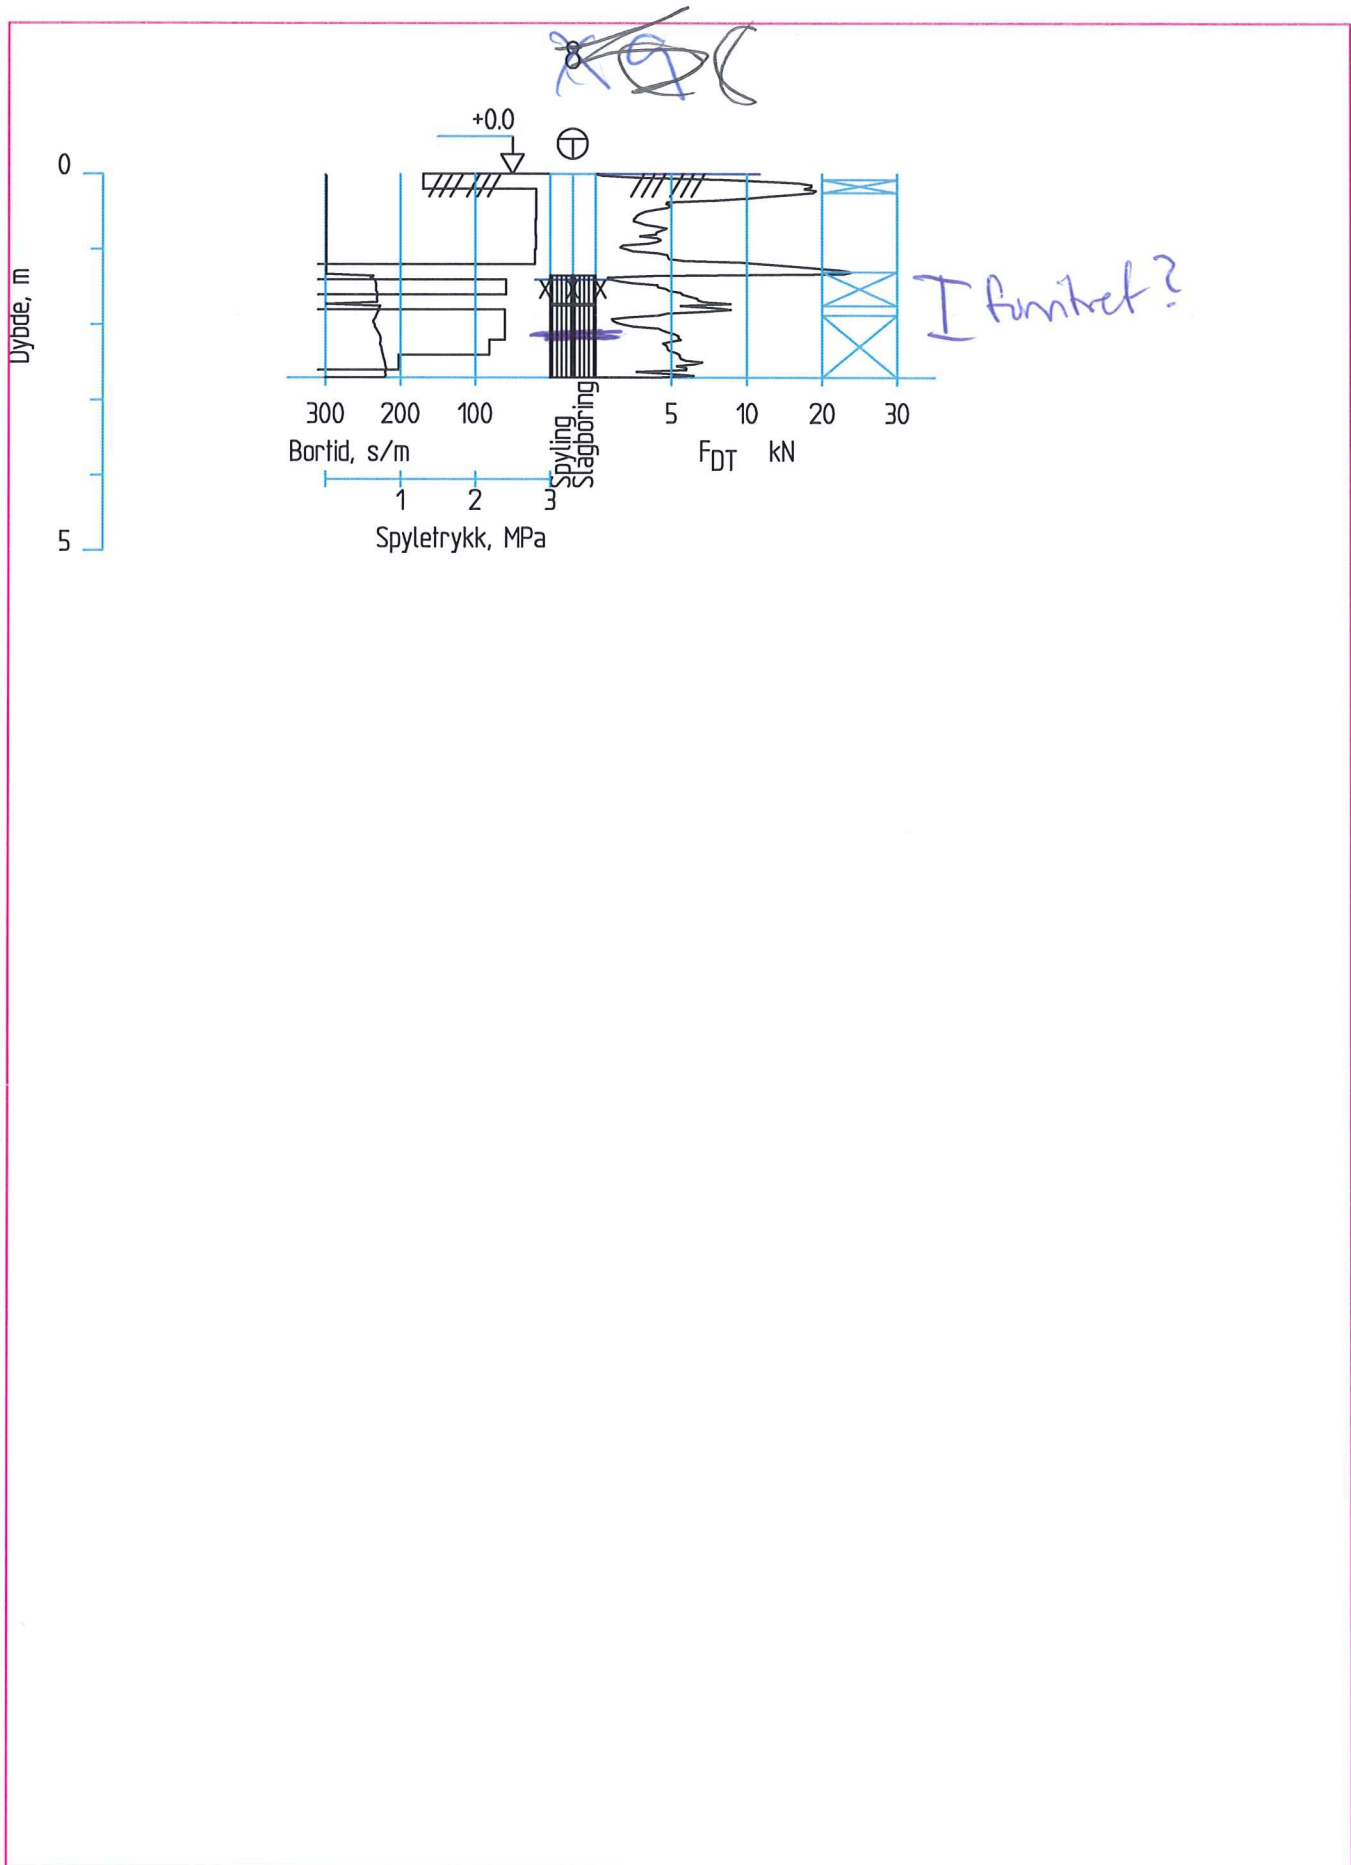 8
+0.0
T
0
Dybde, m
I
300 200 100 5 10 20 30
Bortid, s/m
Spyling
Slagboring
FDT kN
1 2 3
Spyletrykk, MPa
5